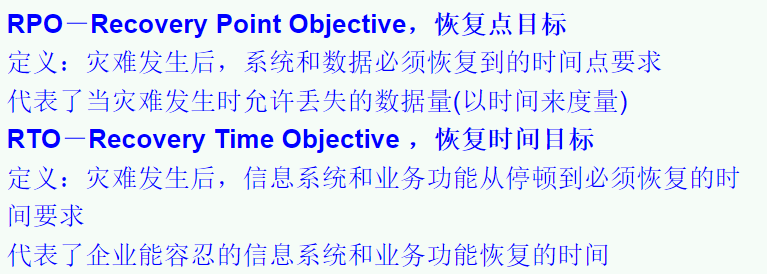 RPO－Recovery Point Objective，恢复点目标
定义：灾难发生后，系统和数据必须恢复到的时间点要求
代表了当灾难发生时允许丢失的数据量(以时间来度量)
RTO－Recovery Time Objective ，恢复时间目标
定义：灾难发生后，信息系统和业务功能从停顿到必须恢复的时
间要求
代表了企业能容忍的信息系统和业务功能恢复的时间